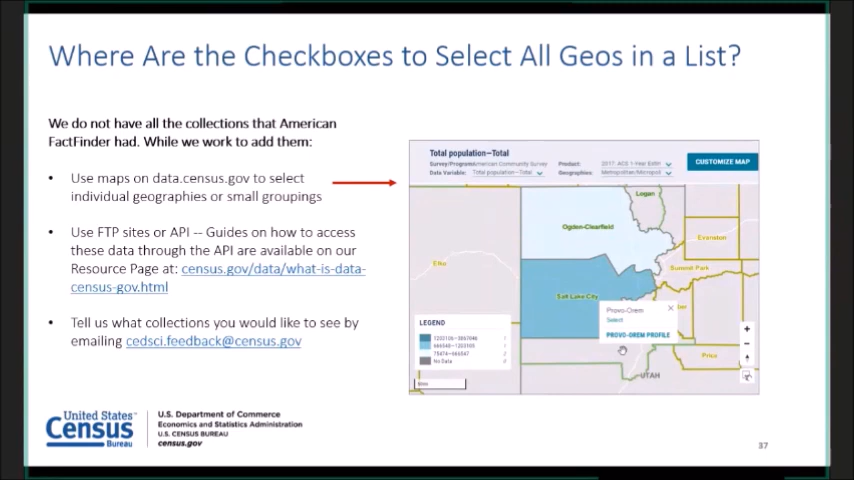 Where Are the Checkboxes to Select All Geos in a List?
We do not have all the collections that American
FactFinder had. While we work to add them:
• Use maps on data.census.gov to select
individual geographies or small groupings
• Use FTP sites or API -- Guides on how to access
these data through the API are available on our
Resource Page at: census.gov/data/what-is-data-
census-gov.html
• Tell us what collections you would like to see by
emailing cedsci.feedback@census.gov
Total population—Total
Survey/Program: American Community Survey
Product: 2017: ACS 1-Year Estim
Data Variable: Total population—Total
Geographies: Metropolitan/Micropol
CUSTOMIZE MAP
Logan
Ogden-Clearfield
Evanston
Elko
Summit Park
Salt Lake City
Provo-Orem
Select
PROVO-OREM PROFILE
LEGEND
No Data
Price
UTAH
United States™
Census
Bureau
U.S. Department of Commerce
Economics and Statistics Administration
U.S. CENSUS BUREAU
census.gov
37